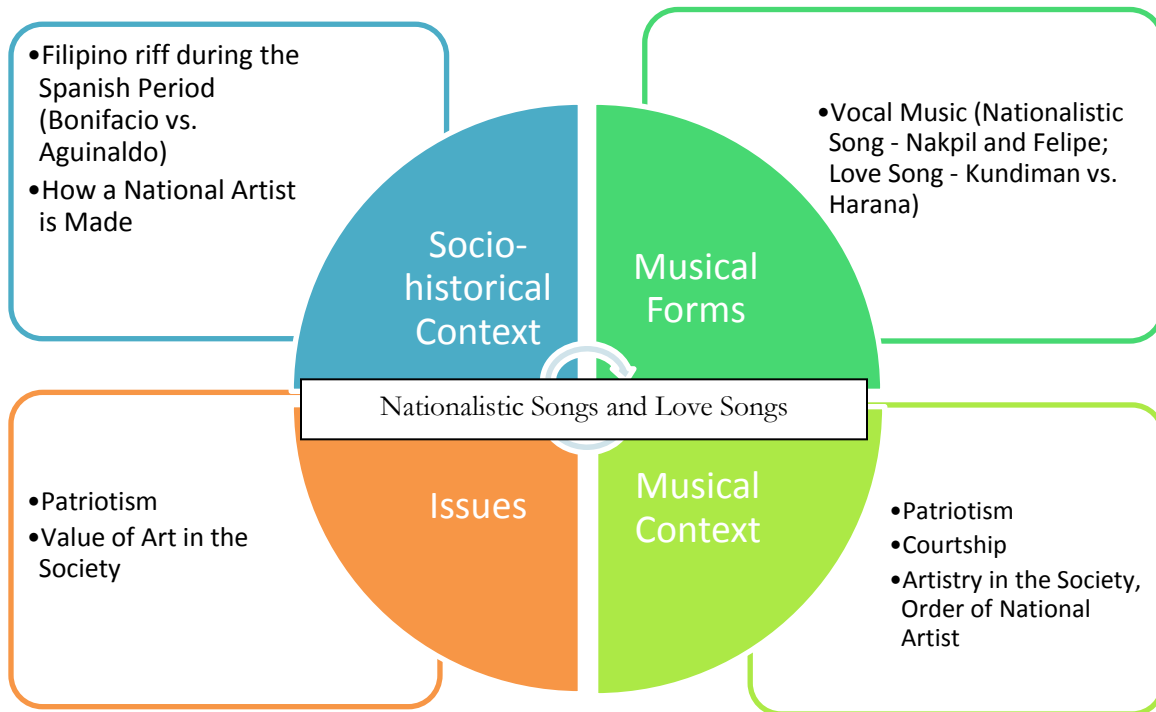 •Filipino riff during the
Spanish Period
(Bonifacio vs.
Aguinaldo)
•How a National Artist
is Made
•Vocal Music (Nationalistic
Song - Nakpil and Felipe;
Love Song - Kundiman vs.
Harana)
Socio-
historical
Context
Musical
Forms
Nationalistic Songs and Love Songs
•Patriotism
•Value of Art in the
Society
Issues
Musical
Context
•Patriotism
•Courtship
•Artistry in the Society,
Order of National
Artist